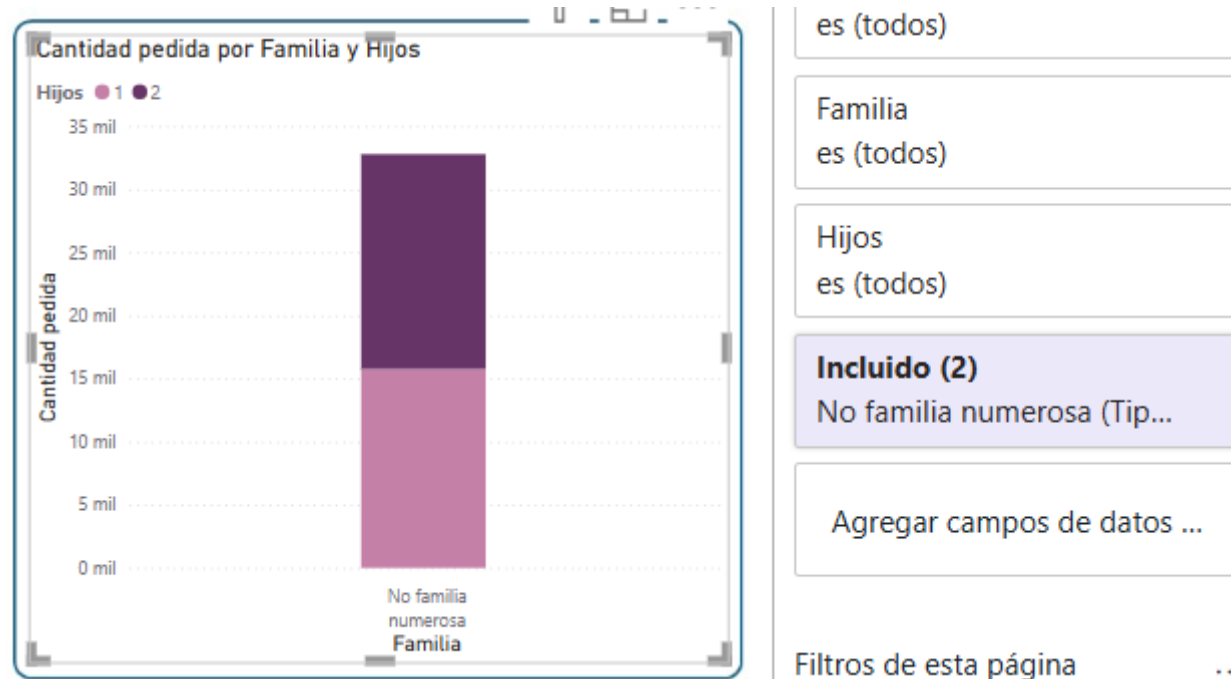 Cantidad pedida por Familia y Hijos
Hijos 1 2
35 mil
30 mil
25 mil
20 mil
15 mil
10 mil
5 mil
0 mil
Cantidad pedida
No familia
numerosa
Familia
es (todos)
Familia
es (todos)
Hijos
es (todos)
Incluido (2)
No familia numerosa (Tip...
Agregar campos de datos ...
Filtros de esta página